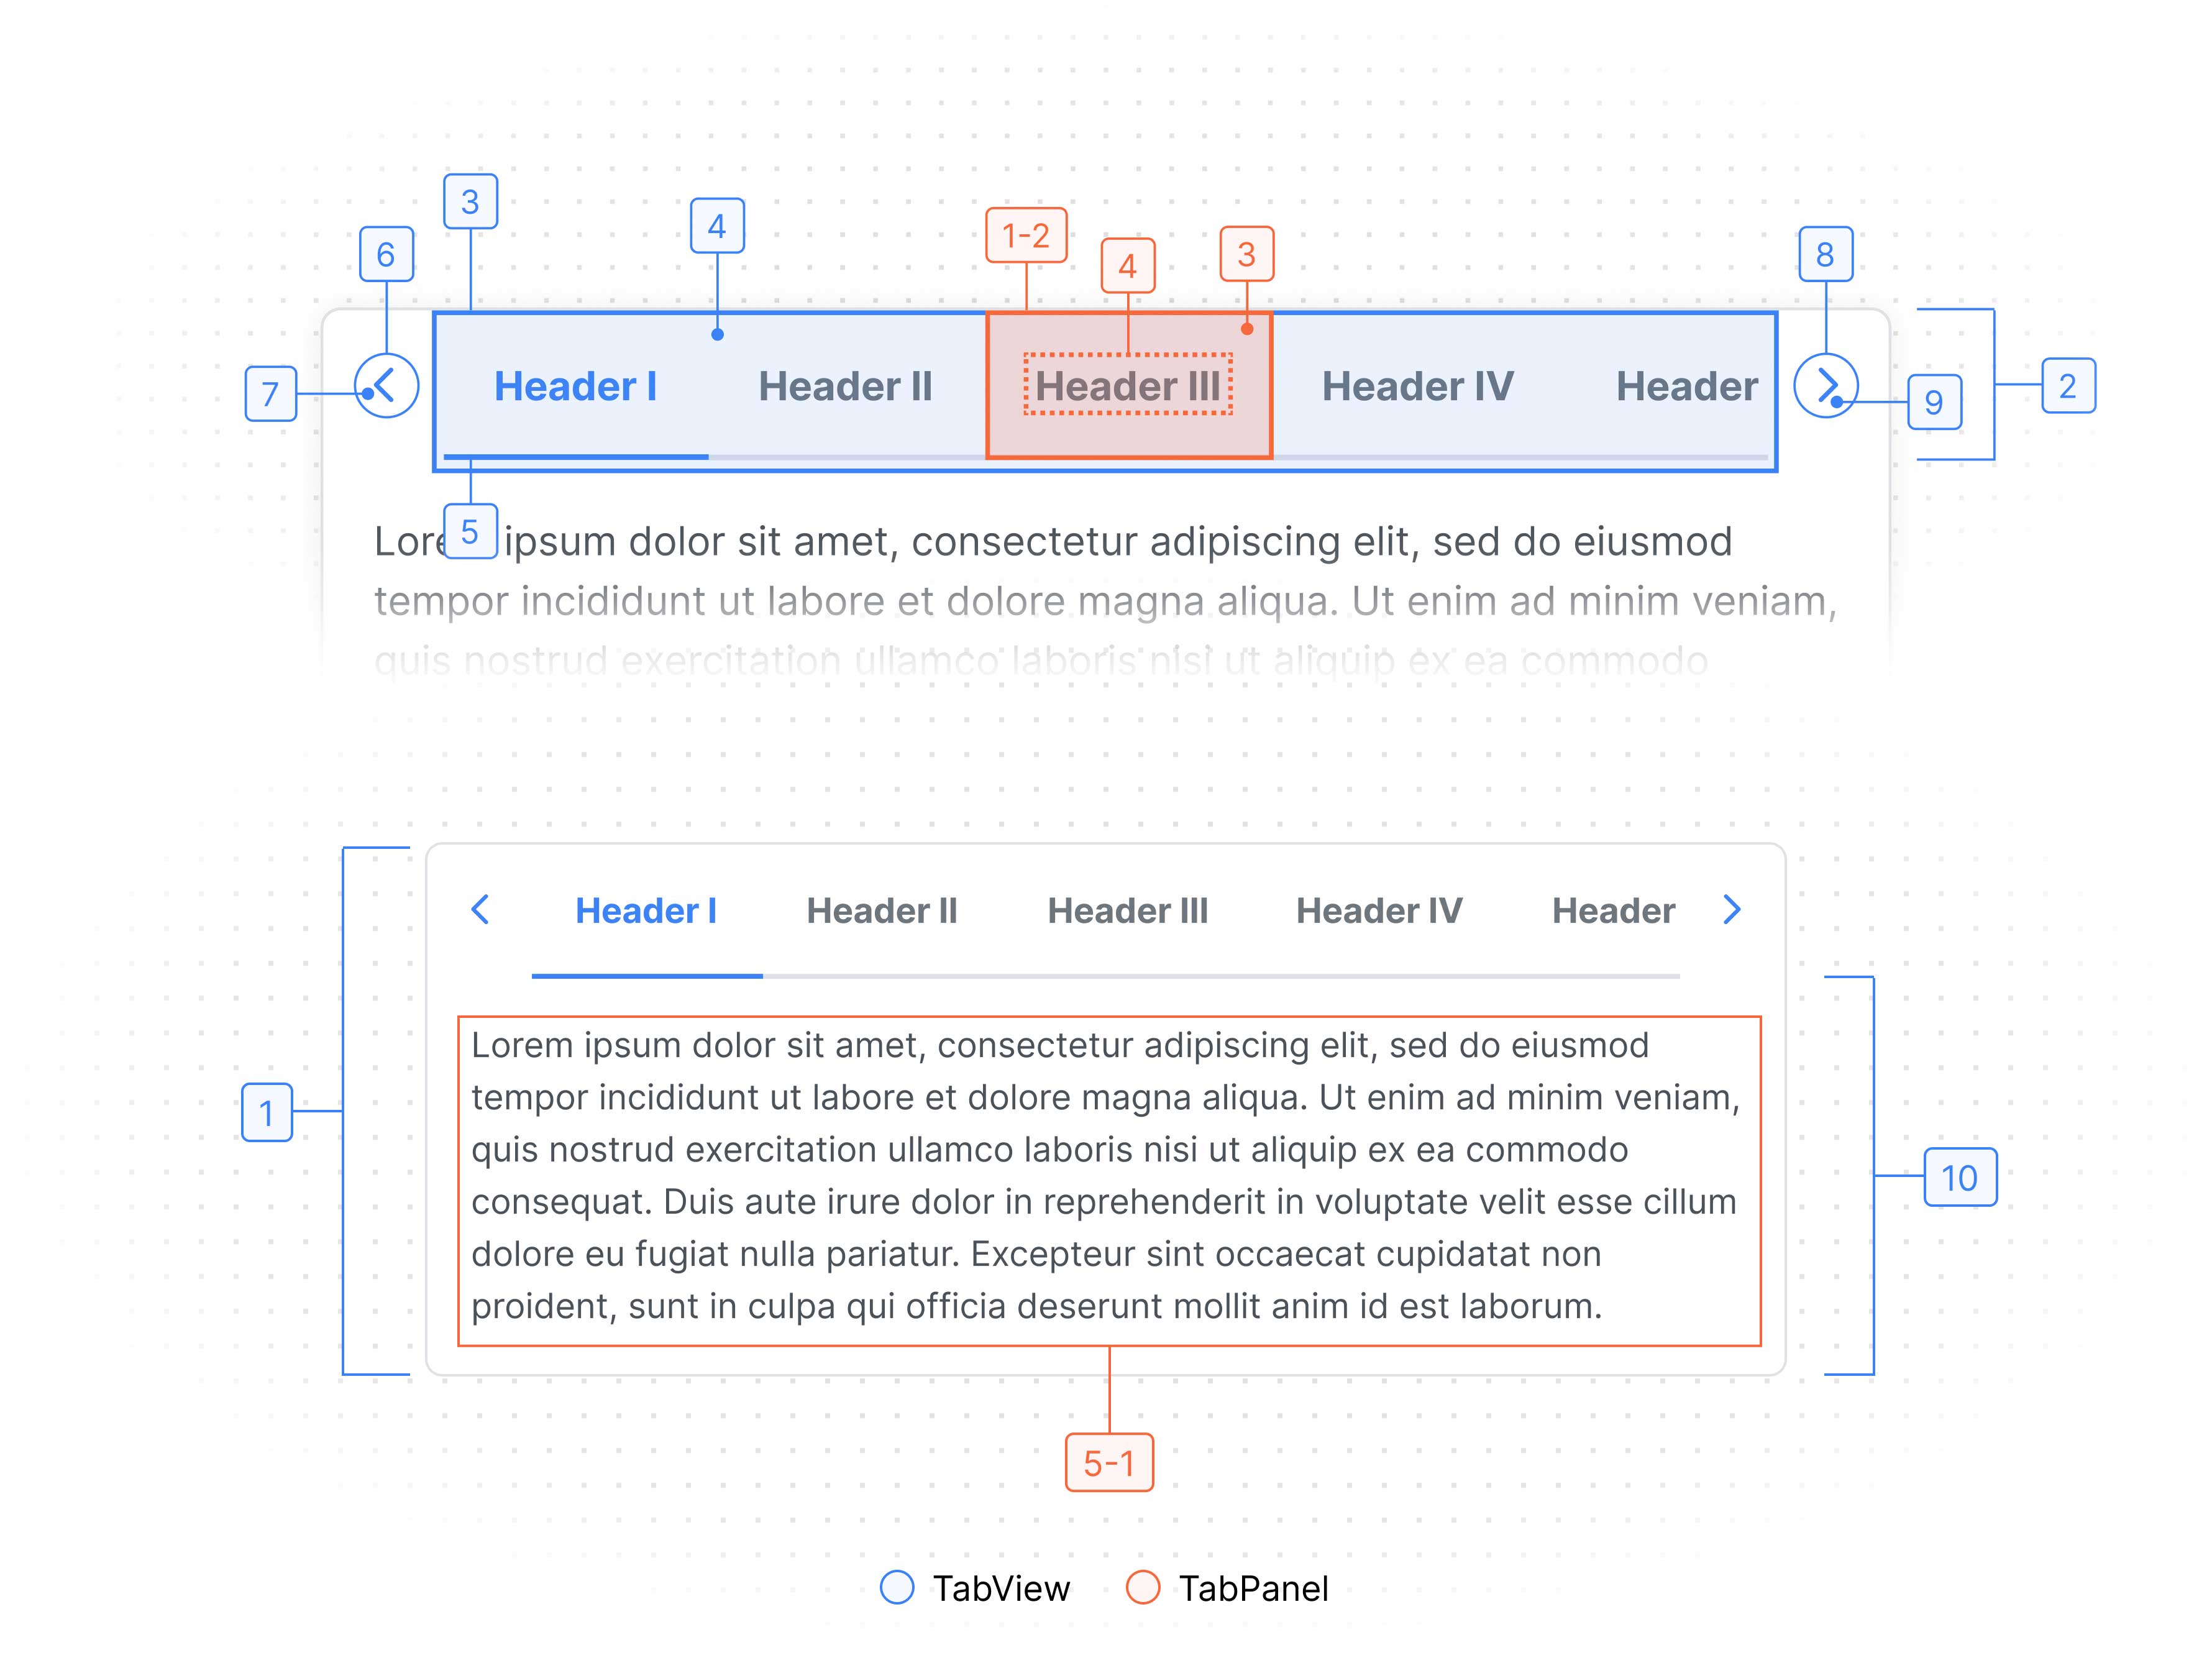 3
4
1-2
4
3
6
8
7
Header I
Header II
Header III
Header IV
Header
9
2
5
Lore ipsum dolor sit amet, consectetur adipiscing elit, sed do eiusmod
tempor incididunt ut labore et dolore magna aliqua. Ut enim ad minim veniam,
quis nostrud exercitation ullamco laboris nisi ut aliquip ex ea commodo
Header I
Header II
Header III
Header IV
Header
Lorem ipsum dolor sit amet, consectetur adipiscing elit, sed do eiusmod
tempor incididunt ut labore et dolore magna aliqua. Ut enim ad minim veniam,
quis nostrud exercitation ullamco laboris nisi ut aliquip ex ea commodo
consequat. Duis aute irure dolor in reprehenderit in voluptate velit esse cillum
dolore eu fugiat nulla pariatur. Excepteur sint occaecat cupidatat non
proident, sunt in culpa qui officia deserunt mollit anim id est laborum.
1
10
5-1
TabView
TabPanel